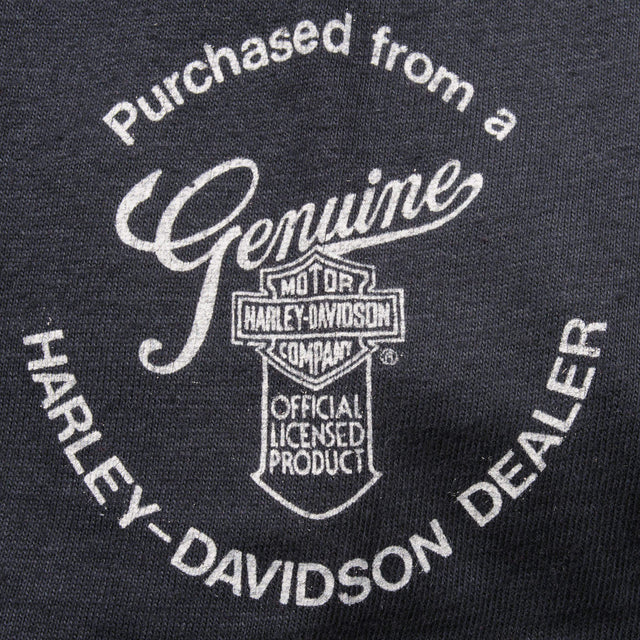 Purchased from a
Genuine
MOTOR
HARLEY-DAVIDSON
COMPANY
®
OFFICIAL
LICENSED
PRODUCT
HARLEY-DAVIDSON DEALER